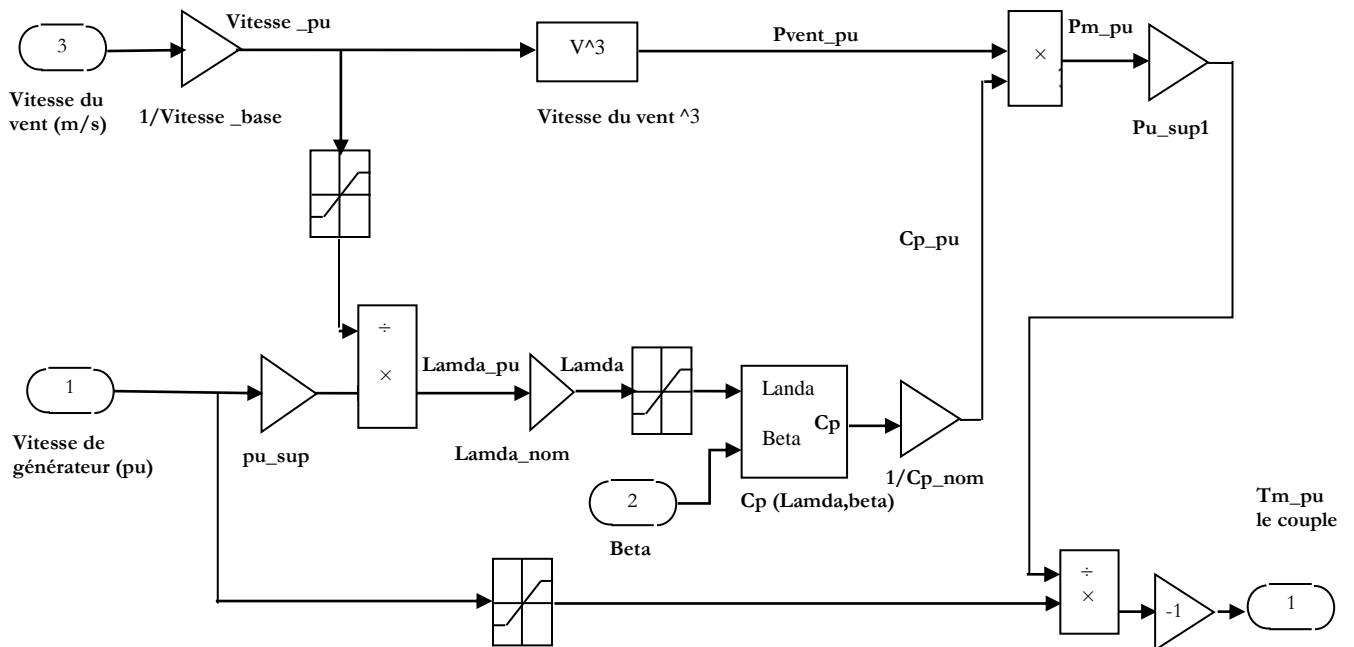 Vitesse _pu
3
V^3
Pvent_pu
×
Pm_pu
Vitesse du
vent (m/s)
1/Vitesse _base
Vitesse du vent ^3
Pu_sup1
Cp_pu
÷
×
Lamda_pu
Lamda
1
Landa
Beta
Cp
Vitesse de
générateur (pu)
pu_sup
Lamda_nom
1/Cp_nom
2
Cp (Lamda,beta)
Beta
Tm_pu
le couple
÷
×
-1
1